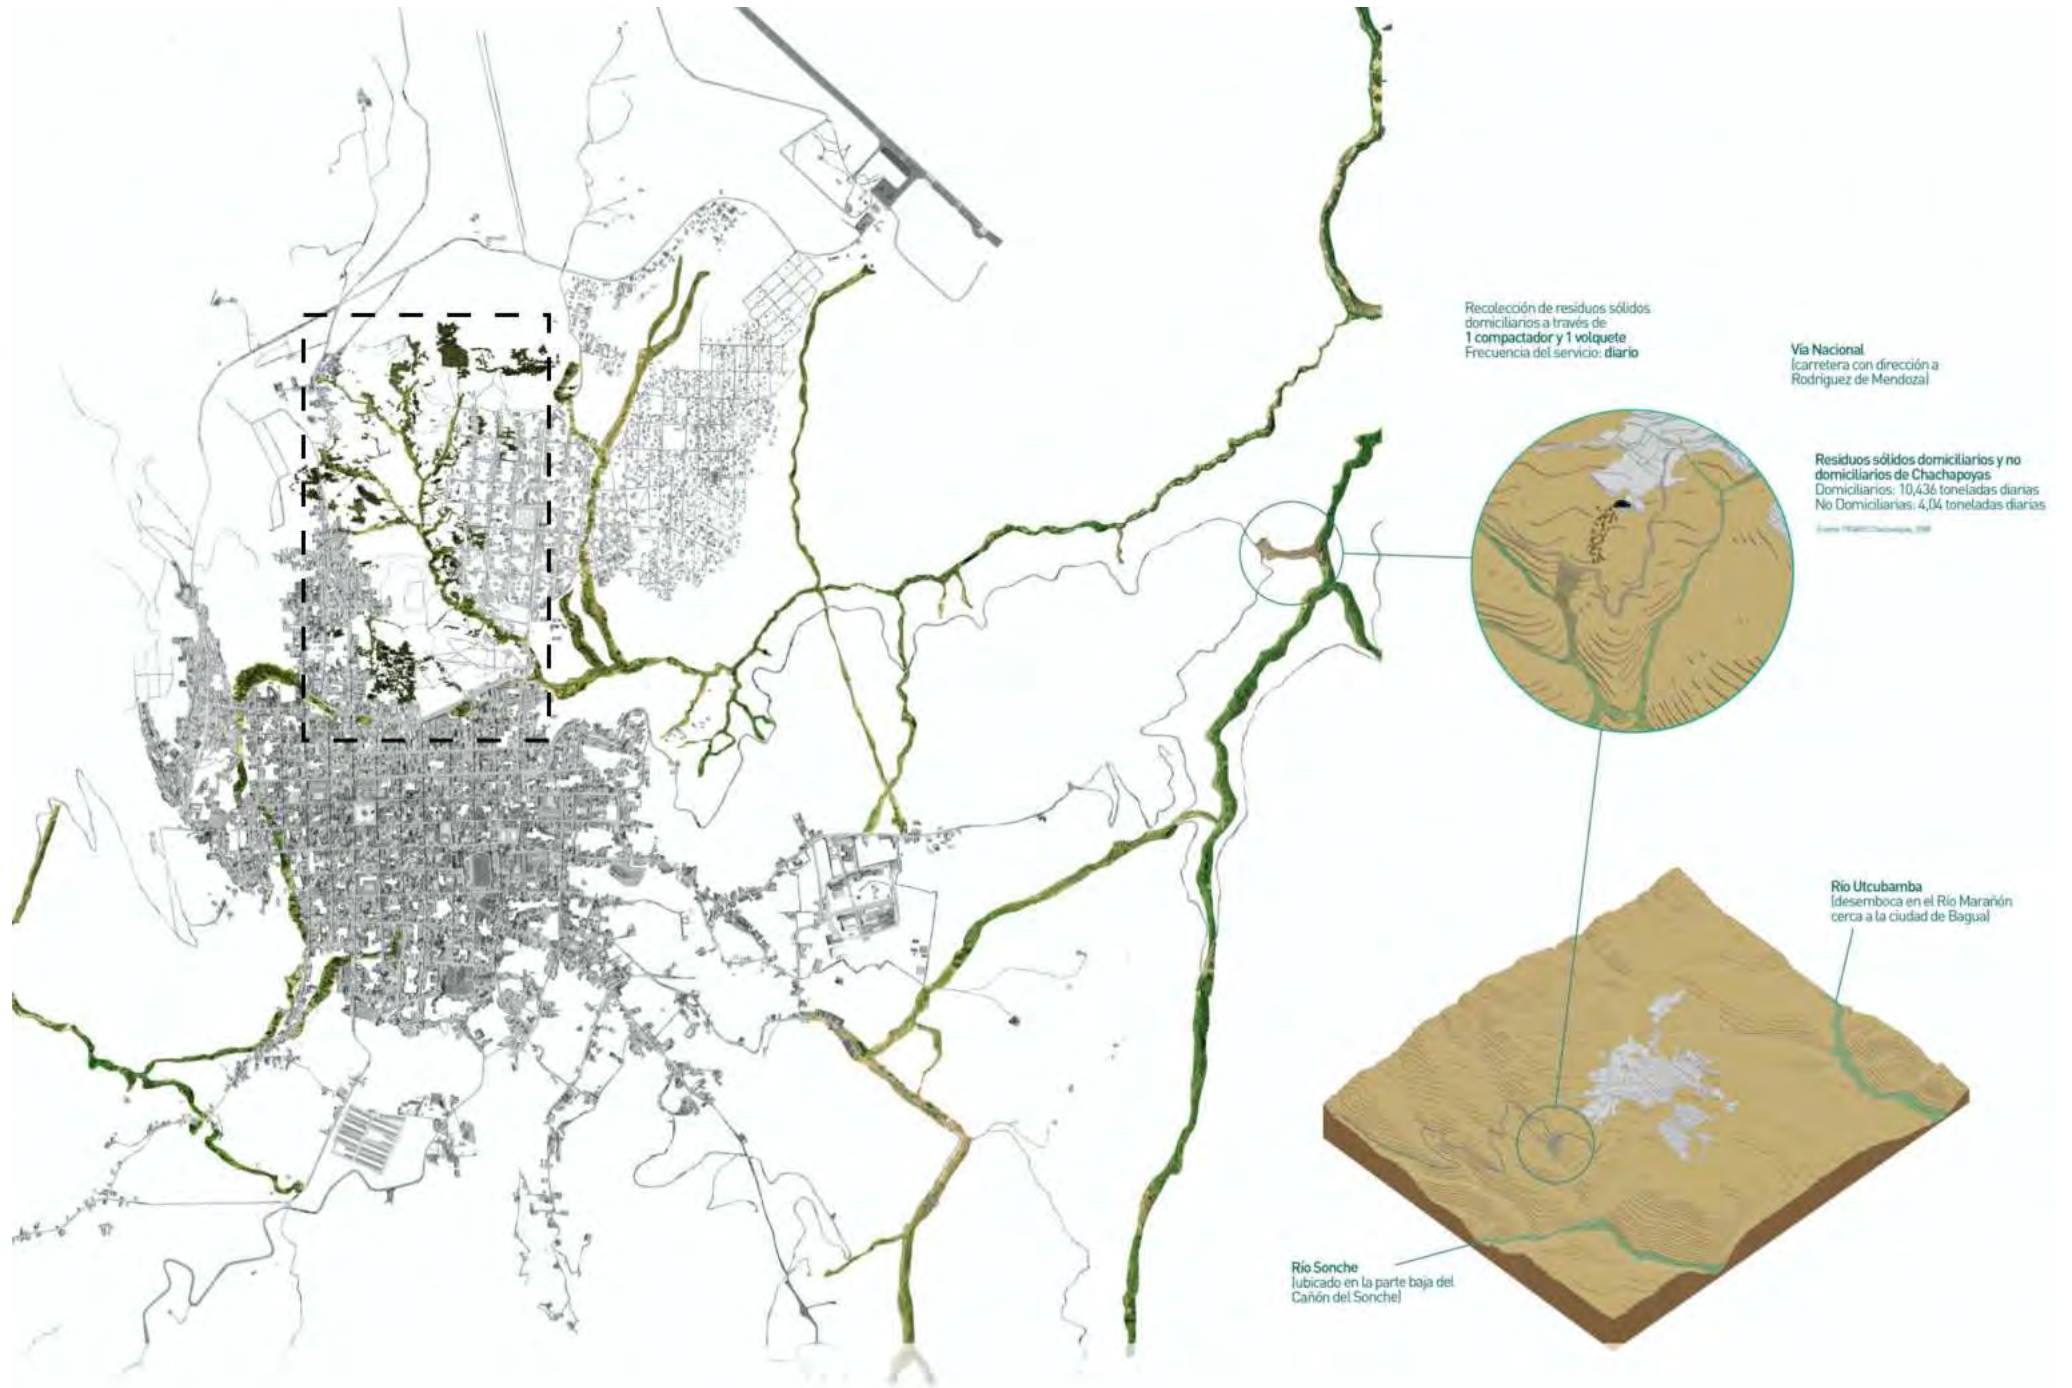 Recolección de residuos sólidos
domiciliarios a través de
1 compactador y 1 volquete
Frecuencia del servicio: diario
Vía Nacional
(carretera con dirección a
Rodríguez de Mendoza)
Residuos sólidos domiciliarios y no
domiciliarios de Chachapoyas
Domiciliarios: 10,436 toneladas diarias
No Domiciliarias: 4,04 toneladas diarias
Río Utcubamba
(desemboca en el Río Marañón
cerca a la ciudad de Bagua)
Río Sonche
(ubicado en la parte baja del
Cañón del Sonche)